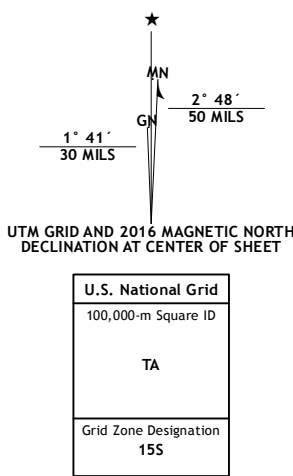 ★
MN
GN
2° 48´
50 MILS
1° 41´
30 MILS
UTM GRID AND 2016 MAGNETIC NORTH
DECLINATION AT CENTER OF SHEET
U.S. National Grid
100,000-m Square ID
TA
Grid Zone Designation
15S